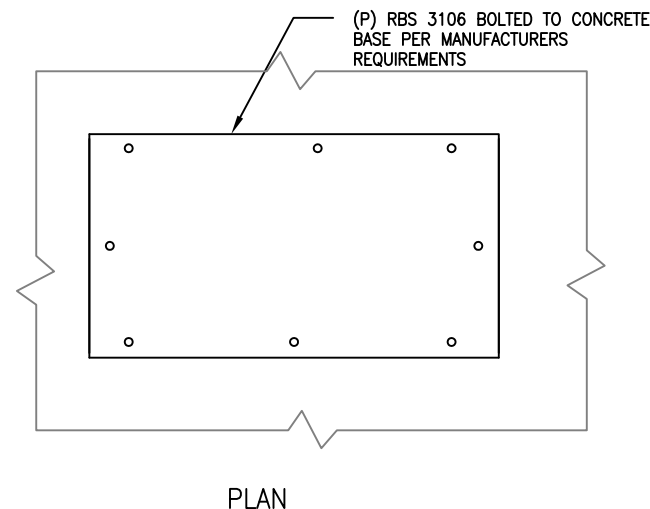 (P) RBS 3106 BOLTED TO CONCRETE
BASE PER MANUFACTURERS
REQUIREMENTS
PLAN